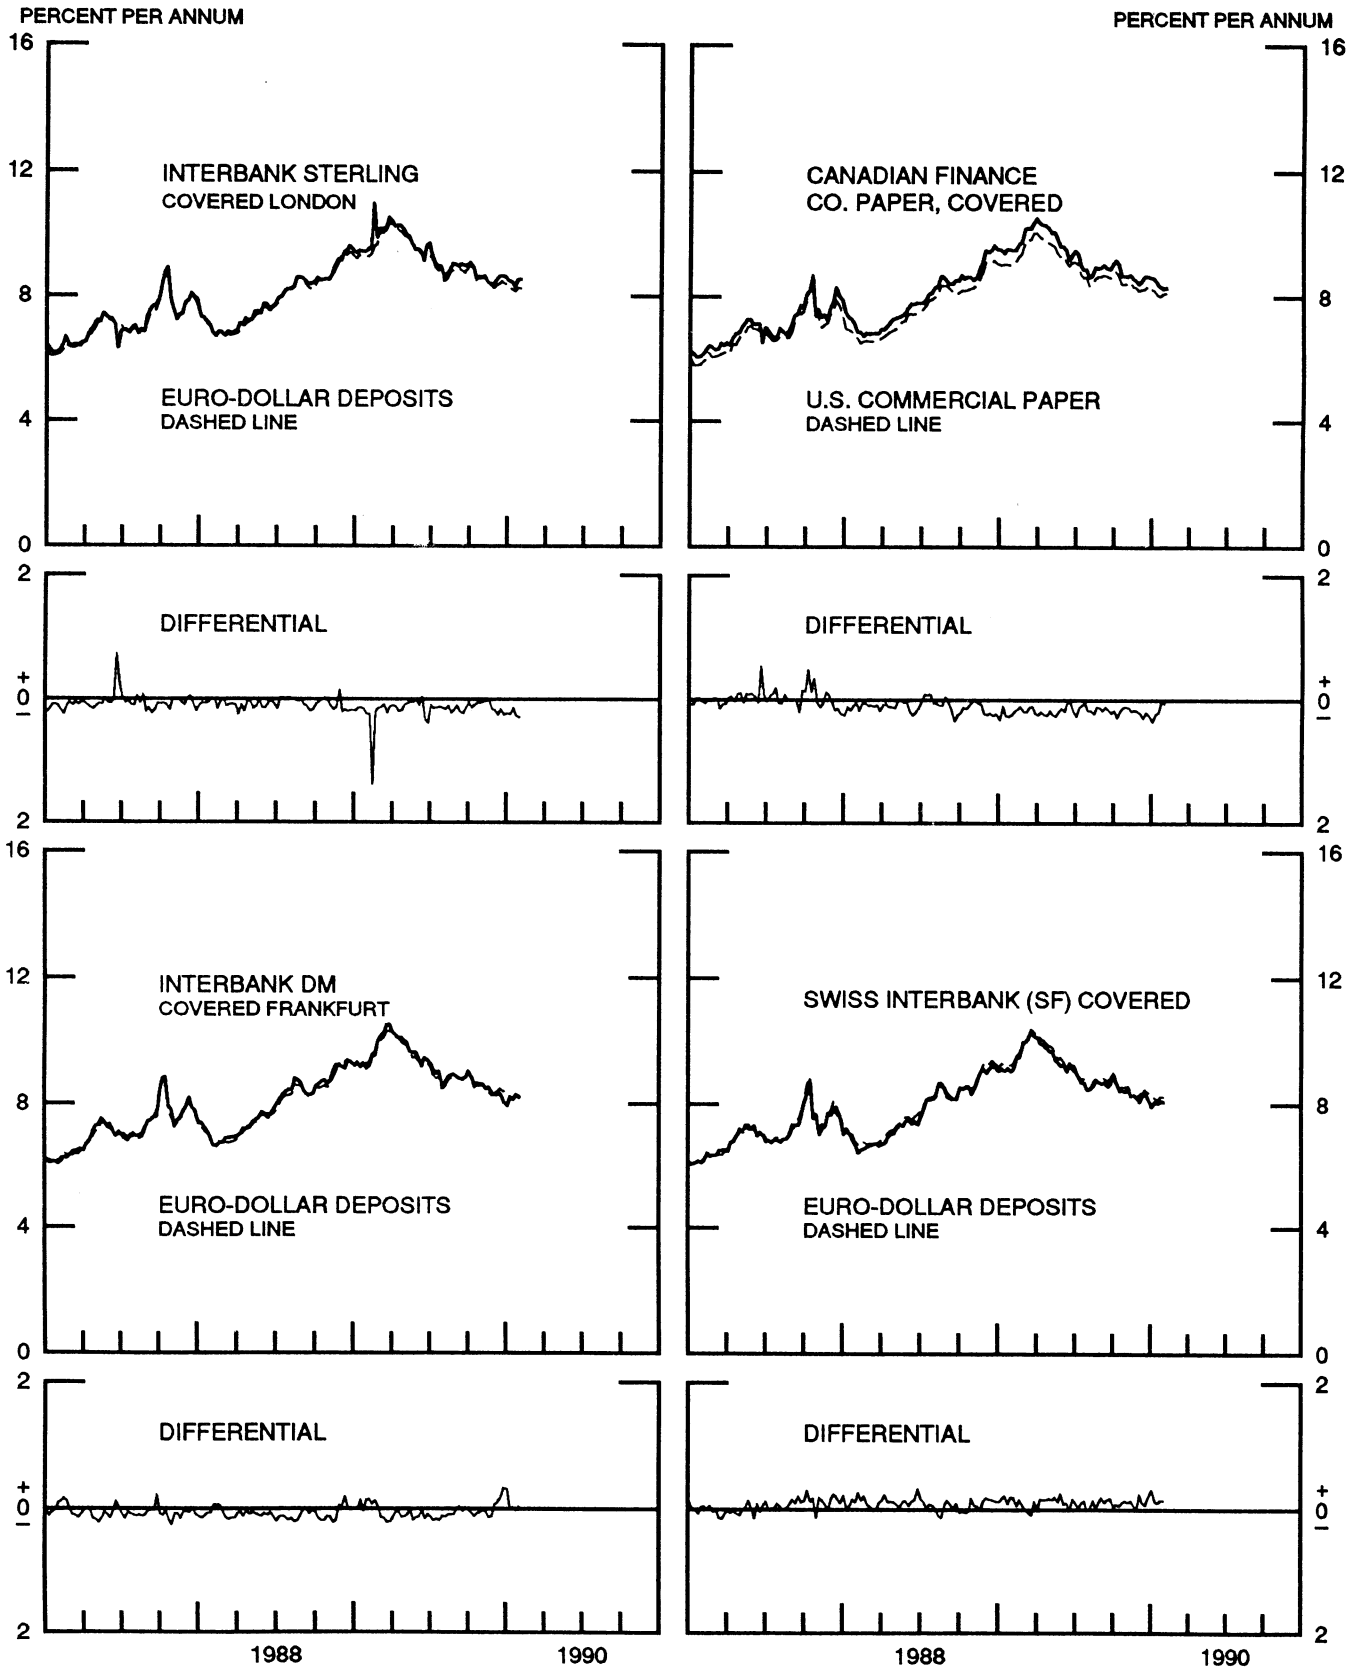 PERCENT PER ANNUM
PERCENT PER ANNUM
16
12
INTERBANK STERLING
COVERED LONDON
8
EURO-DOLLAR DEPOSITS
DASHED LINE
4
0
16
12
CANADIAN FINANCE
CO. PAPER, COVERED
8
U.S. COMMERCIAL PAPER
DASHED LINE
4
0
2
DIFFERENTIAL
+
0
−
2
2
DIFFERENTIAL
+
0
−
2
16
12
INTERBANK DM
COVERED FRANKFURT
8
EURO-DOLLAR DEPOSITS
DASHED LINE
4
0
16
12
SWISS INTERBANK (SF) COVERED
8
EURO-DOLLAR DEPOSITS
DASHED LINE
4
0
2
DIFFERENTIAL
+
0
−
2
1988 1990
2
DIFFERENTIAL
+
0
−
2
1988 1990